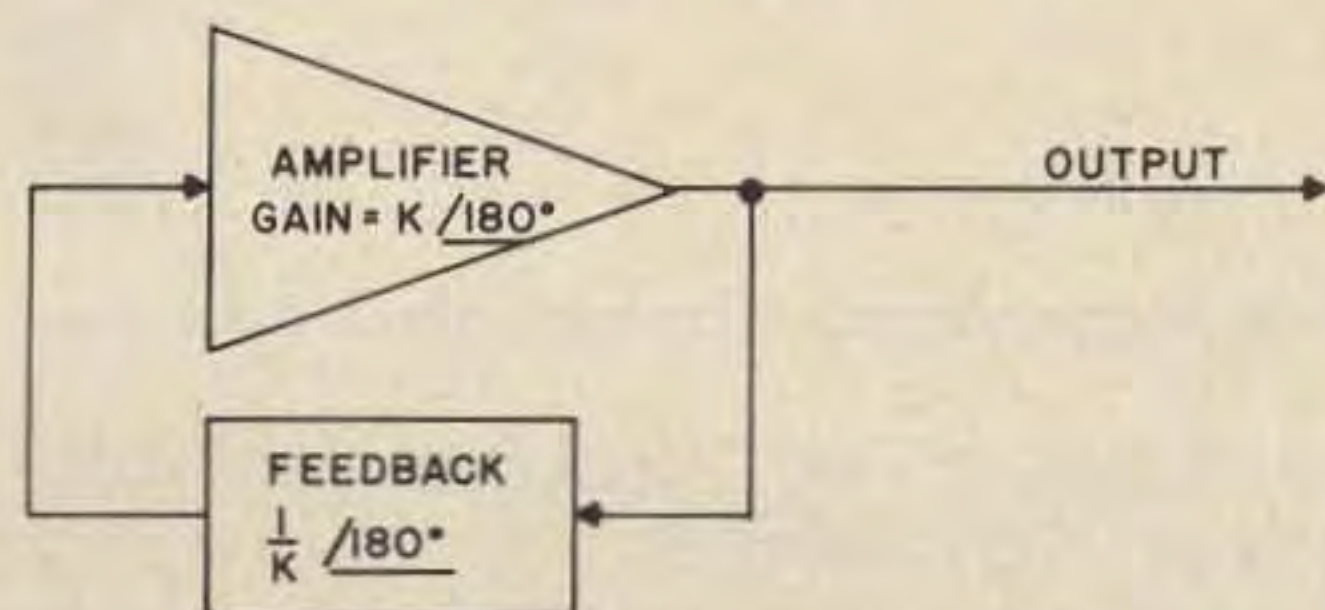 AMPLIFIER
GAIN = K /180°
OUTPUT
FEEDBACK
1/K /180°